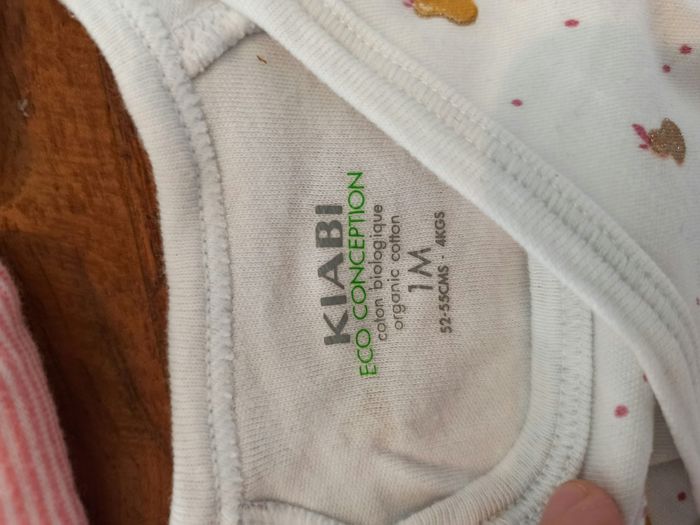 KIABI
ECO CONCEPTION
coton biologique
organic cotton
1M
52-55CMS - 4KGS